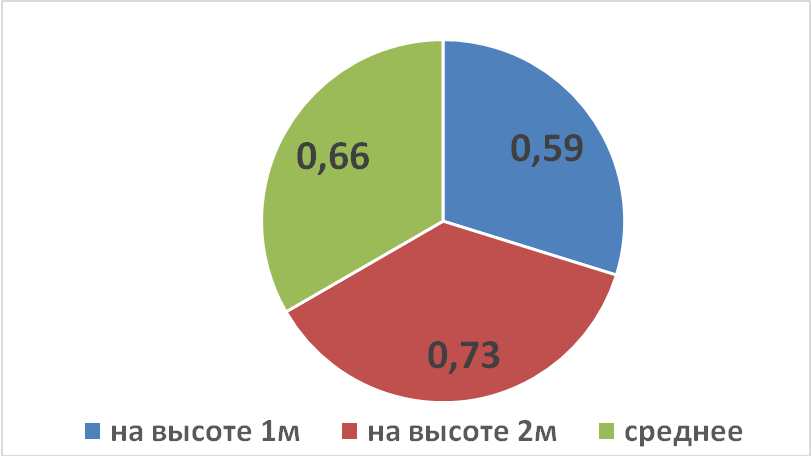 0,66
0,59
0,73
на высоте 1м на высоте 2м среднее